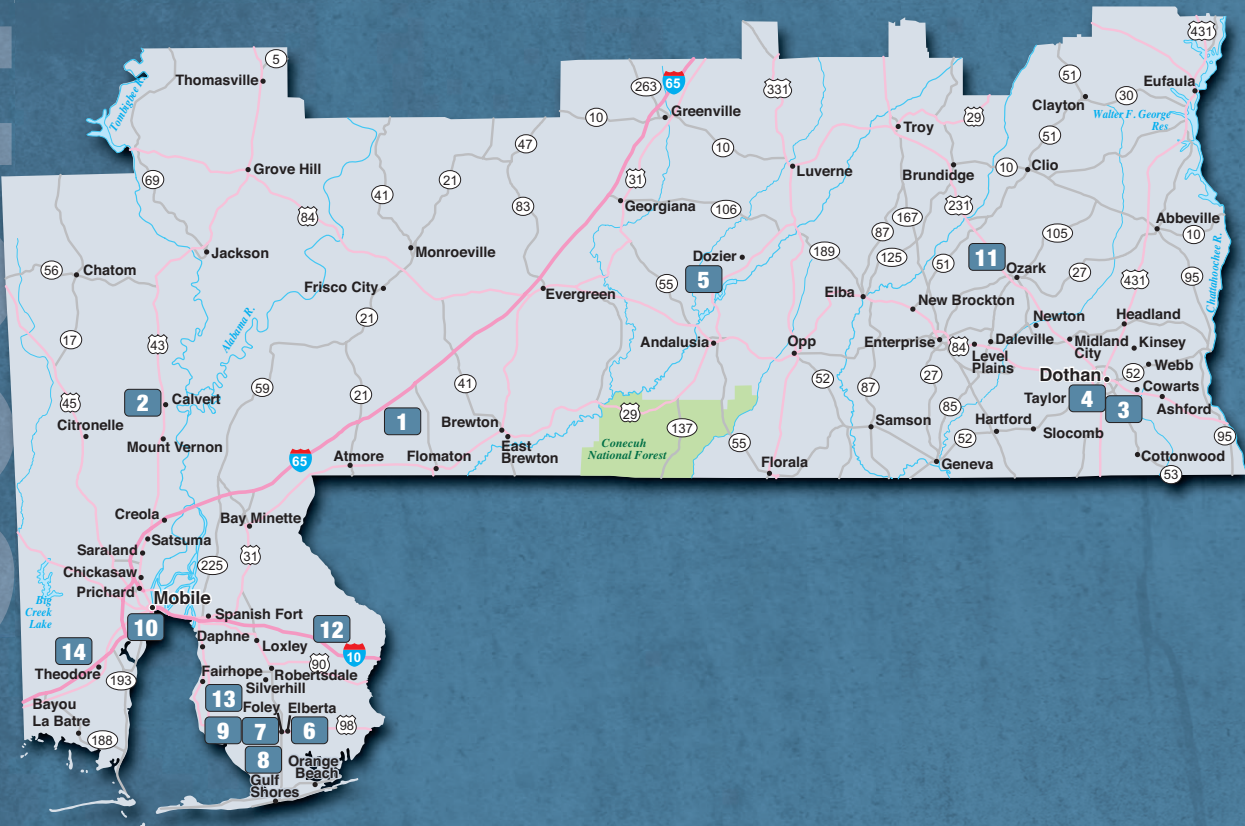 431
5
Thomasville
Tombigbee R.
263
65
331
51
Eufaula
Clayton
30
Walter F. George
Res
Greenville
10
Troy
29
51
47
10
Luverne
Brundidge
10
Clio
Grove Hill
69
41
21
31
83
Georgiana
106
231
167
84
87
105
Abbeville
10
Jackson
Monroeville
189
125
51
11
Ozark
Dozier
5
27
431
95
Chattahoochee R.
56
Chatom
Frisco City
Evergreen
55
Elba
New Brockton
21
Alabama R.
Newton
Headland
17
43
Andalusia
Opp
Enterprise
84
Daleville
Level
Plains
Midland
City
Kinsey
Webb
59
21
41
52
87
27
Dothan
52
Cowarts
45
2
Calvert
1
29
85
Taylor
4
3
Ashford
Citronelle
Brewton
137
Samson
Hartford
Slocomb
95
Mount Vernon
East
Brewton
Conecuh
National Forest
55
52
65
Atmore
Flomaton
Florala
Geneva
Cottonwood
53
Creola
Bay Minette
Satsuma
Saraland
31
225
Chickasaw
Prichard
Big
Creek
Lake
Mobile
Spanish Fort
10
12
Daphne
Loxley
14
90
10
Theodore
193
Fairhope
Robertsdale
Silverhill
13
Bayou
La Batre
Foley
Elberta
9
7
6
98
188
8
Orange
Beach
Gulf
Shores